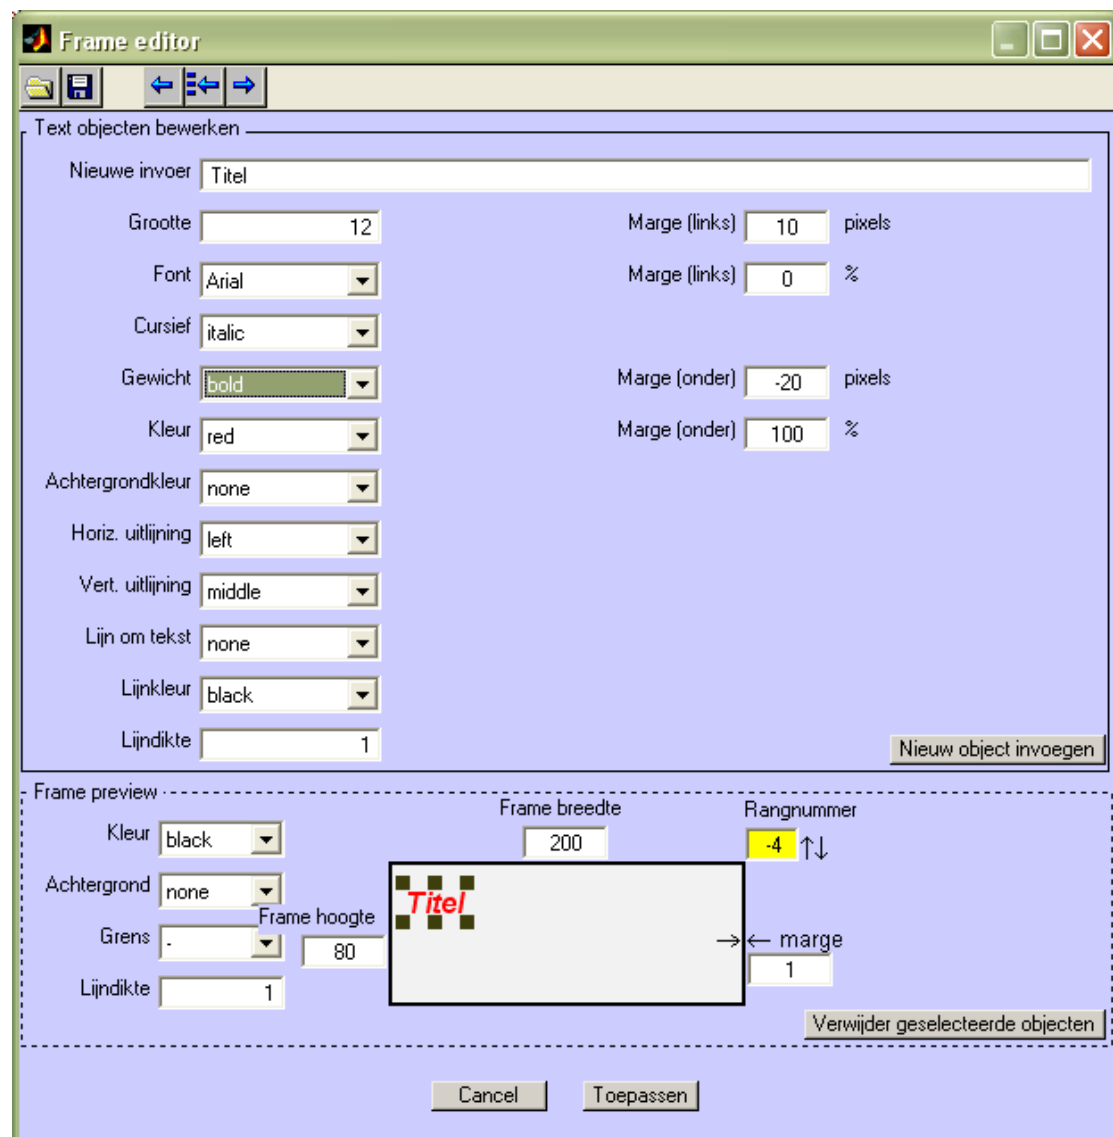 Frame editor
Text objecten bewerken
Nieuwe invoer Titel
Grootte 12 Marge (links) 10 pixels
Font Arial Marge (links) 0 %
Cursief italic
Gewicht bold Marge (onder) -20 pixels
Kleur red Marge (onder) 100 %
Achtergrondkleur none
Horiz. uitlijning left
Vert. uitlijning middle
Lijn om tekst none
Lijnkleur black
Lijndikte 1
Nieuw object invoegen
Frame preview
Frame breedte Rangnummer
Kleur black 200 -4 ↑↓
Achtergrond none Titel
Frame hoogte
Grens - 80 →← marge
Lijndikte 1 1
Verwijder geselecteerde objecten
Cancel Toepassen